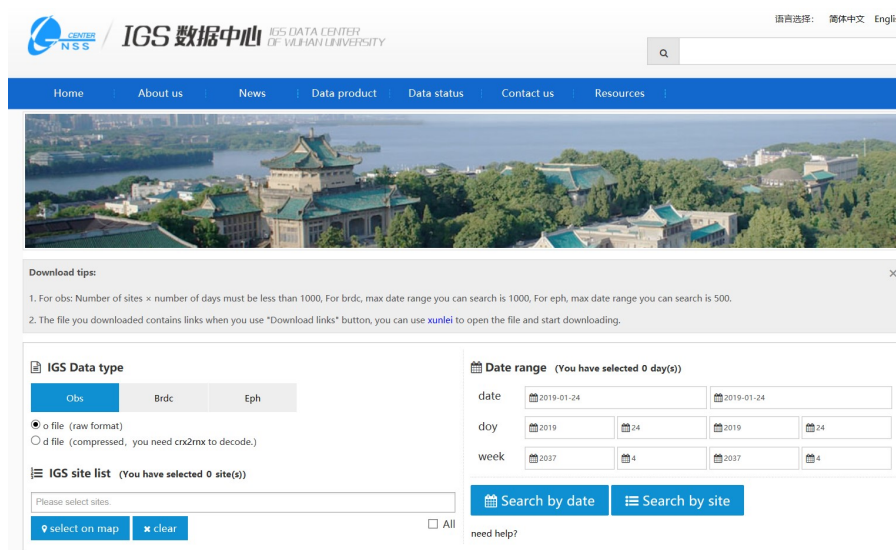 语言选择: 简体中文
CENTER
NSS
IGS 数据中心 IGS DATA CENTER
OF WUHAN UNIVERSITY
Home About us News Data product Data status Contact us Resources
Download tips:
1. For obs: Number of sites × number of days must be less than 1000, For brdc, max date range you can search is 1000, For eph, max date range you can search is 500.
2. The file you downloaded contains links when you use "Download links" button, you can use xunlei to open the file and start downloading.
IGS Data type
Obs Brdc Eph
o file (raw format)
d file (compressed, you need crx2rnx to decode.)
IGS site list (You have selected 0 site(s))
Please select sites.
select on map clear All
Date range (You have selected 0 day(s))
date 2019-01-24 2019-01-24
doy 2019 24 2019 24
week 2037 4 2037 4
Search by date Search by site
need help?